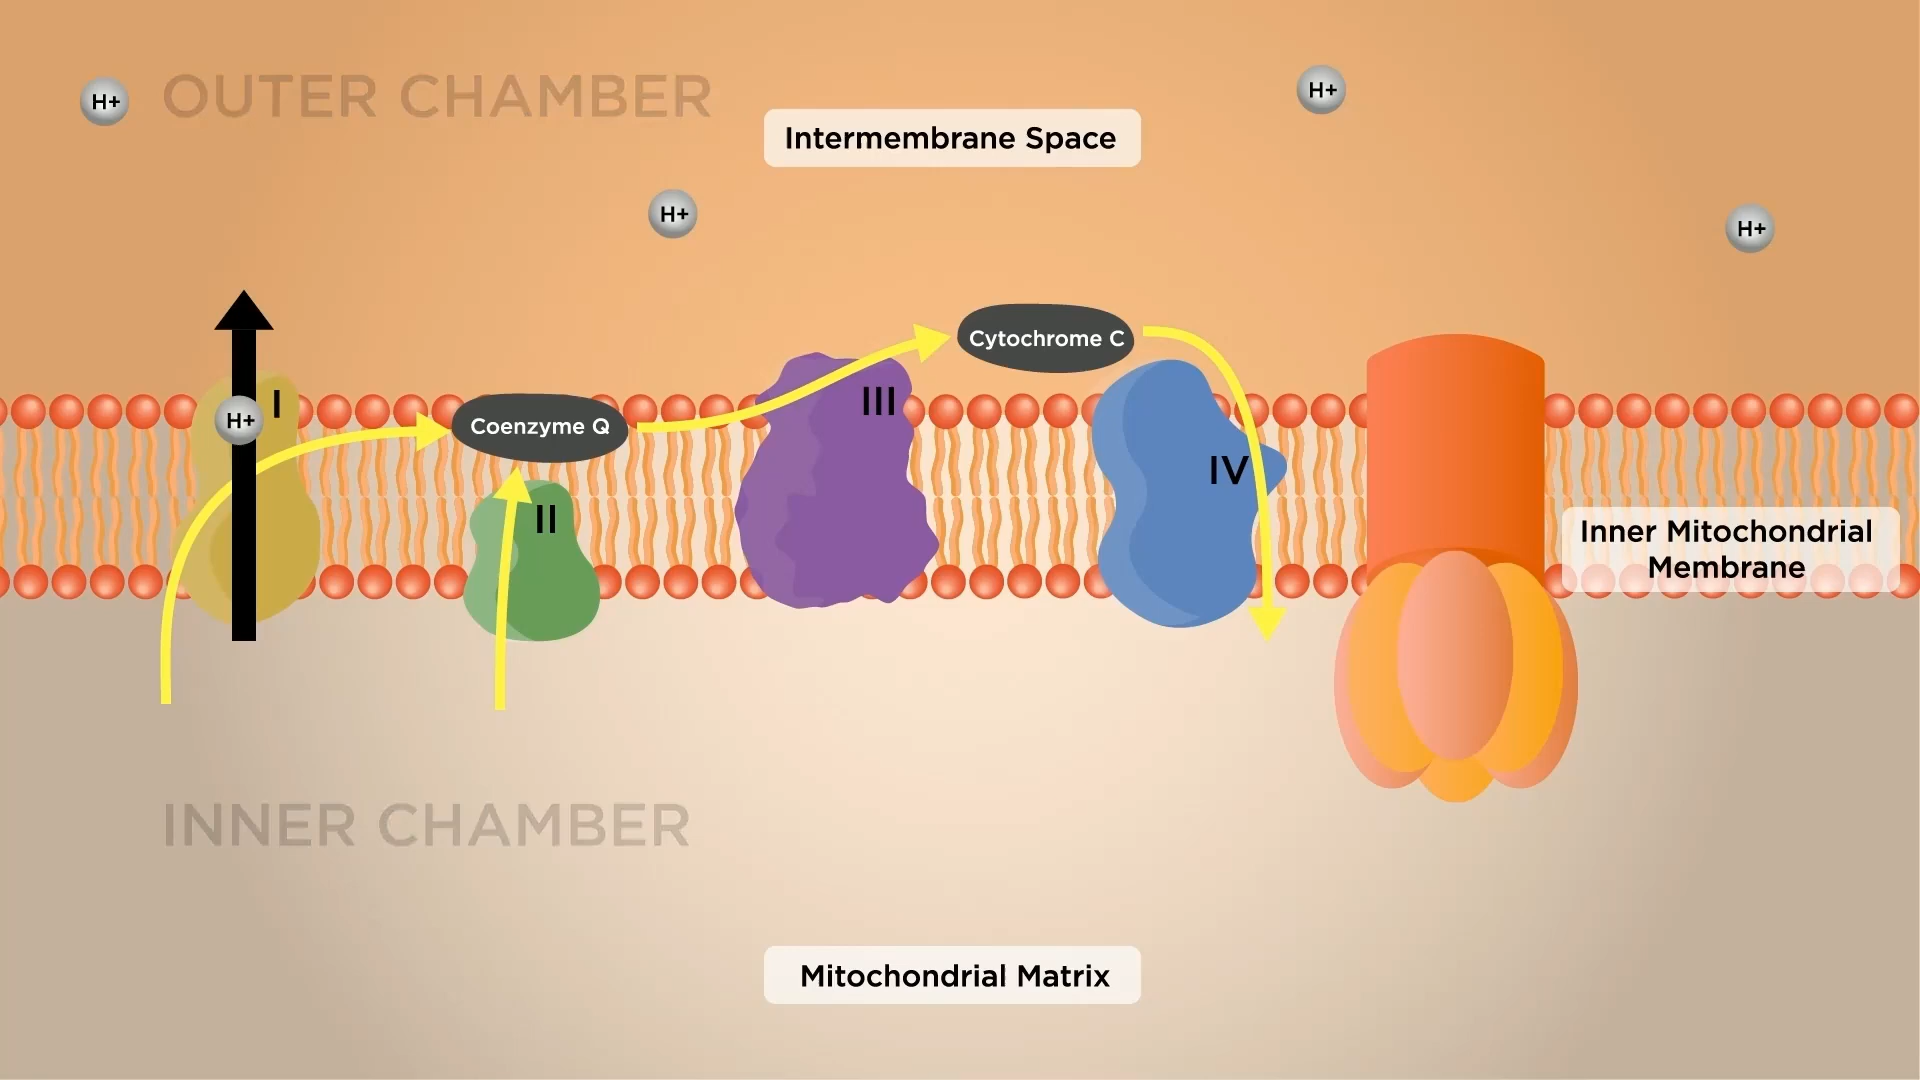 H+
OUTER CHAMBER
H+
Intermembrane Space
H+
H+
Cytochrome C
I
III
H+
Coenzyme Q
IV
II
Inner Mitochondrial
Membrane
INNER CHAMBER
Mitochondrial Matrix